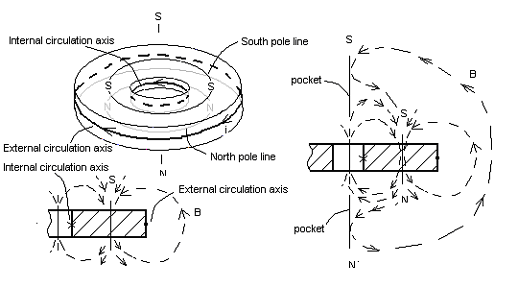 S
Internal circulation axis
South pole line
S
S
N
N
i
External circulation axis
North pole line
N
Internal circulation axis
S
External circulation axis
B
S
pocket
B
S
N
pocket
N'